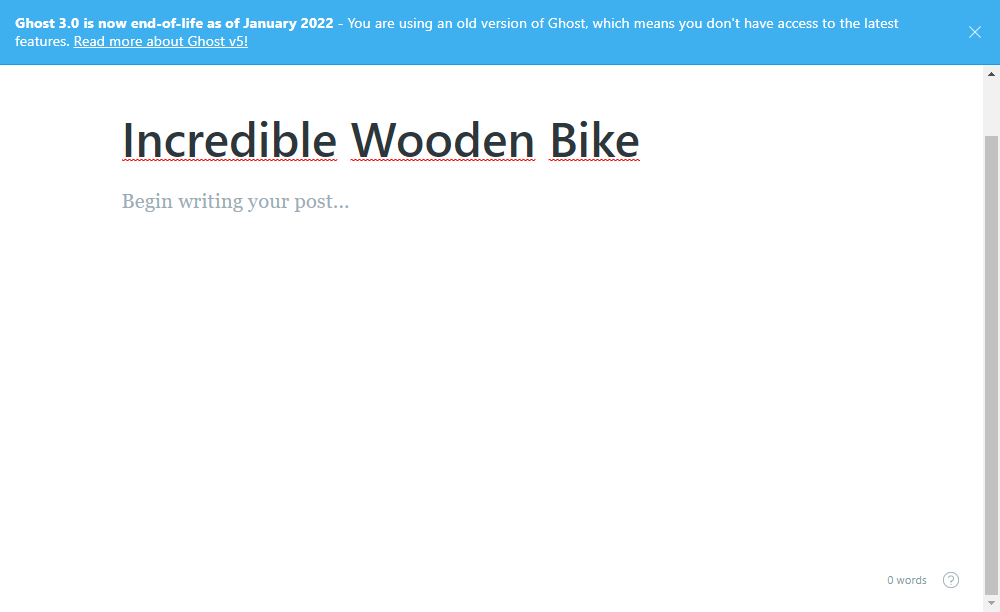 Ghost 3.0 is now end-of-life as of January 2022 - You are using an old version of Ghost, which means you don't have access to the latest
features. Read more about Ghost v5!
Incredible Wooden Bike
Begin writing your post...
0 words
?